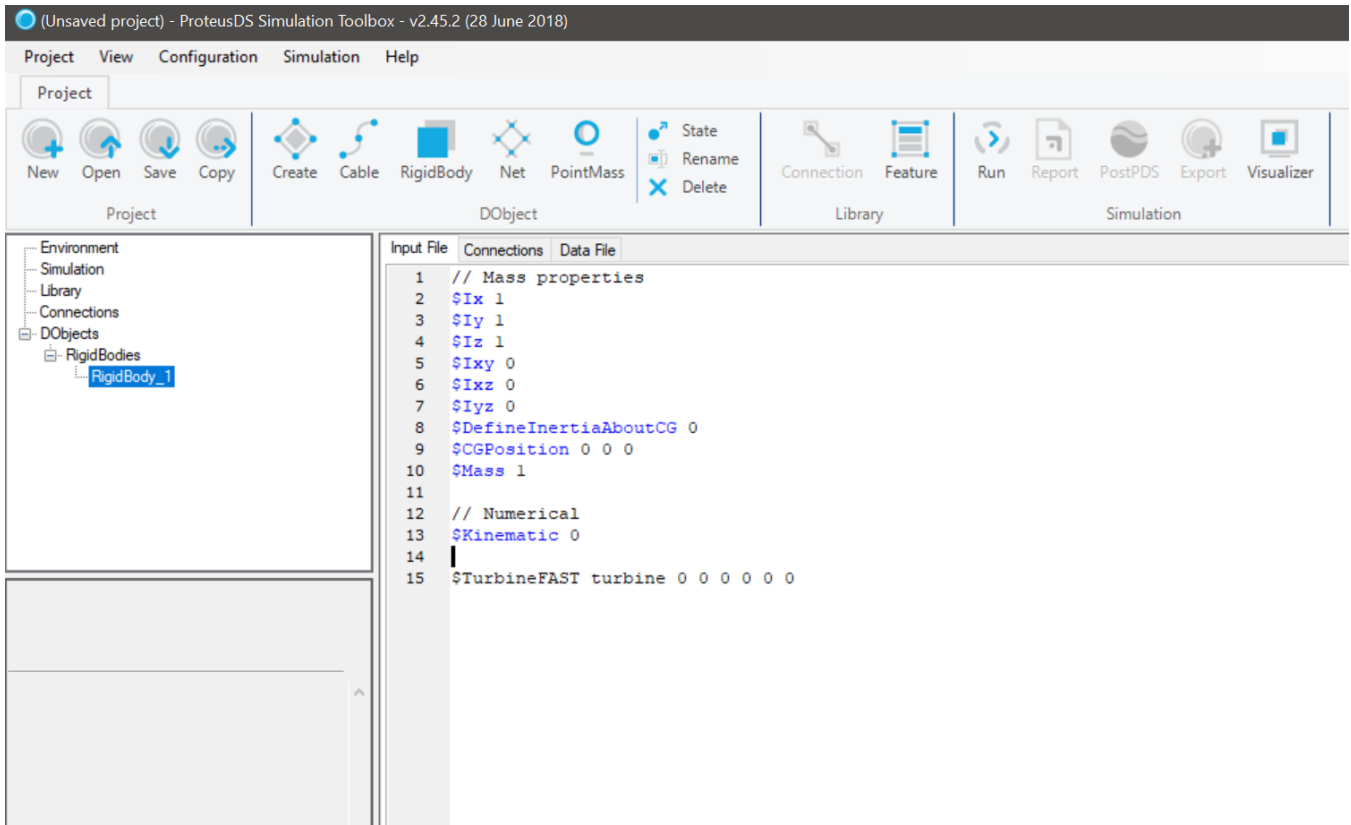 (Unsaved project) - ProteusDS Simulation Toolbox - v2.45.2 (28 June 2018)
Project View Configuration Simulation Help
Project
New Open Save Copy
Project
Create Cable RigidBody Net PointMass
State
Rename
Delete
DObject
Connection Feature
Library
Run Report PostPDS Export Visualizer
Simulation
Environment
Simulation
Library
Connections
DObjects
RigidBodies
RigidBody_1
Input File Connections Data File
1 // Mass properties
2 $Ix 1
3 $Iy 1
4 $Iz 1
5 $Ixy 0
6 $Ixz 0
7 $Iyz 0
8 $DefineInertiaAboutCG 0
9 $CGPosition 0 0 0
10 $Mass 1
11
12 // Numerical
13 $Kinematic 0
14
15 $TurbineFAST turbine 0 0 0 0 0 0